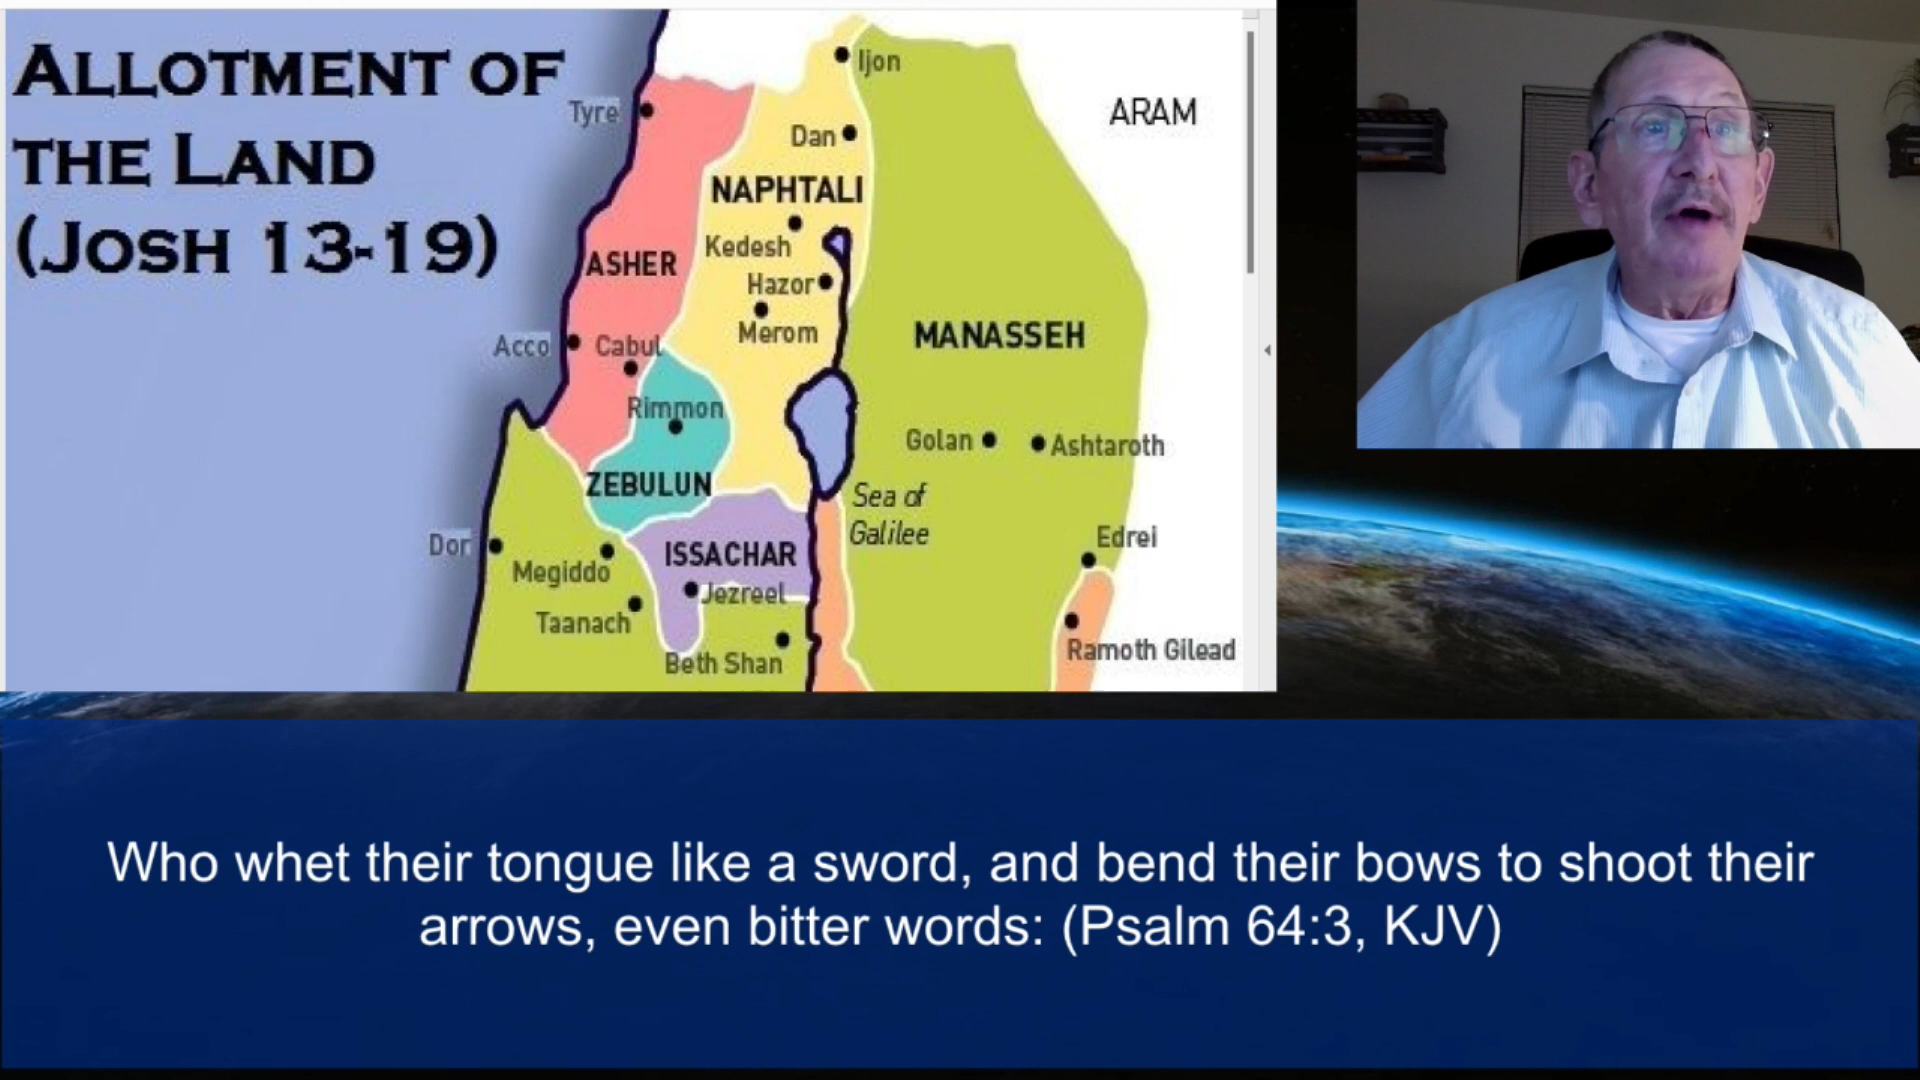 ALLOTMENT OF
THE LAND
(JOSH 13-19)
Ijon
Tyre
ARAM
Dan
NAPHTALI
Kedesh
ASHER
Hazor
Merom
MANASSEH
Acco
Cabul
Rimmon
Golan
Ashtaroth
ZEBULUN
Sea of
Galilee
Edrei
Dor
ISSACHAR
Megiddo
Jezreel
Taanach
Ramoth Gilead
Beth Shan
Who whet their tongue like a sword, and bend their bows to shoot their
arrows, even bitter words: (Psalm 64:3, KJV)